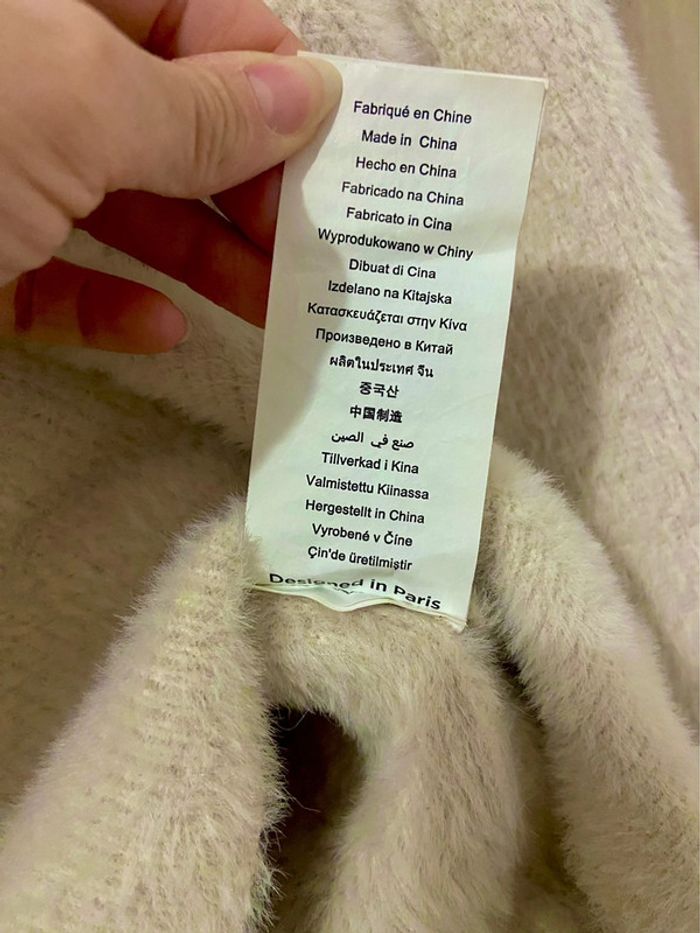 Fabriqué en Chine
Made in China
Hecho en China
Fabricado na China
Fabricato in Cina
Wyprodukowano w Chiny
Dibuat di Cina
Izdelano na Kitajska
Κατασκευάζεται στην Κίνα
Произведено в Китай
ผลิตในประเทศ จีน
중국산
中国制造
صنع في الصين
Tillverkad i Kina
Valmistettu Kiinassa
Hergestellt in China
Vyrobené v Číne
Çin'de üretilmiştir
Designed in Paris